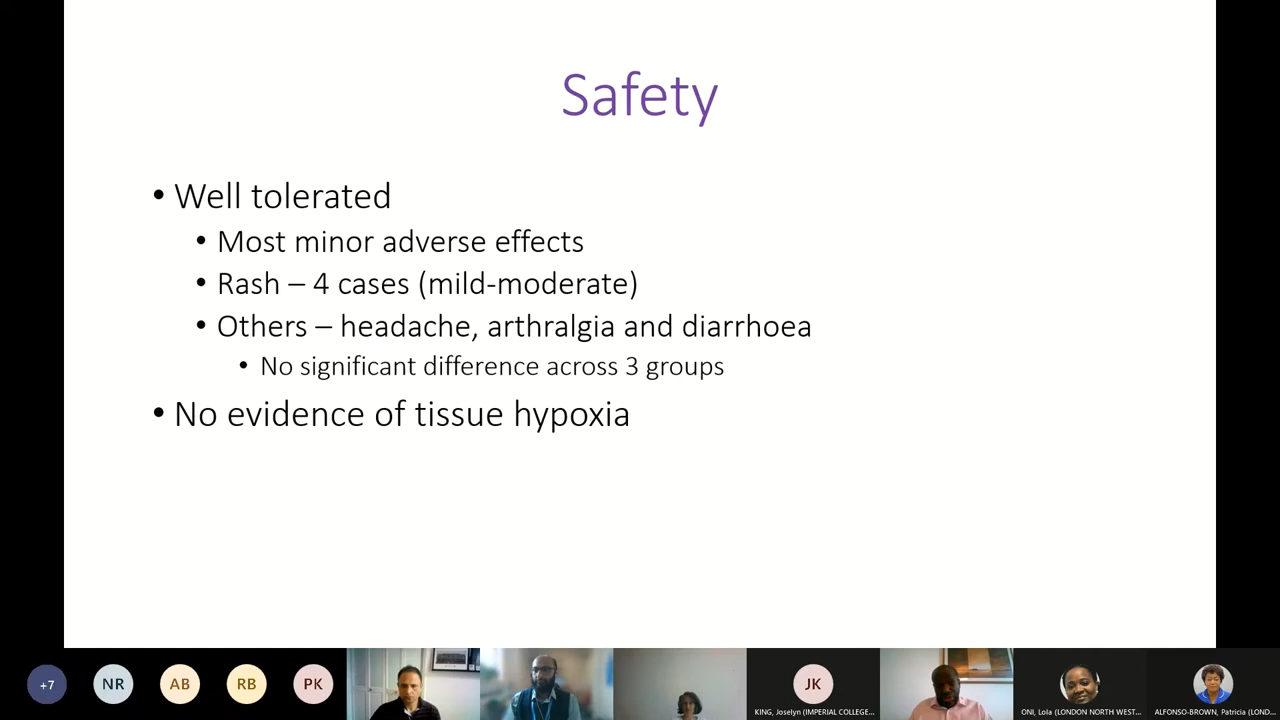 Safety
• Well tolerated
• Most minor adverse effects
• Rash – 4 cases (mild-moderate)
• Others – headache, arthralgia and diarrhoea
• No significant difference across 3 groups
• No evidence of tissue hypoxia
+7
NR
AB
RB
PK
JK
KING, Joselyn (IMPERIAL COLLEGE...
ONI, Lola (LONDON NORTH WEST...
ALFONSO-BROWN, Patricia (LOND...